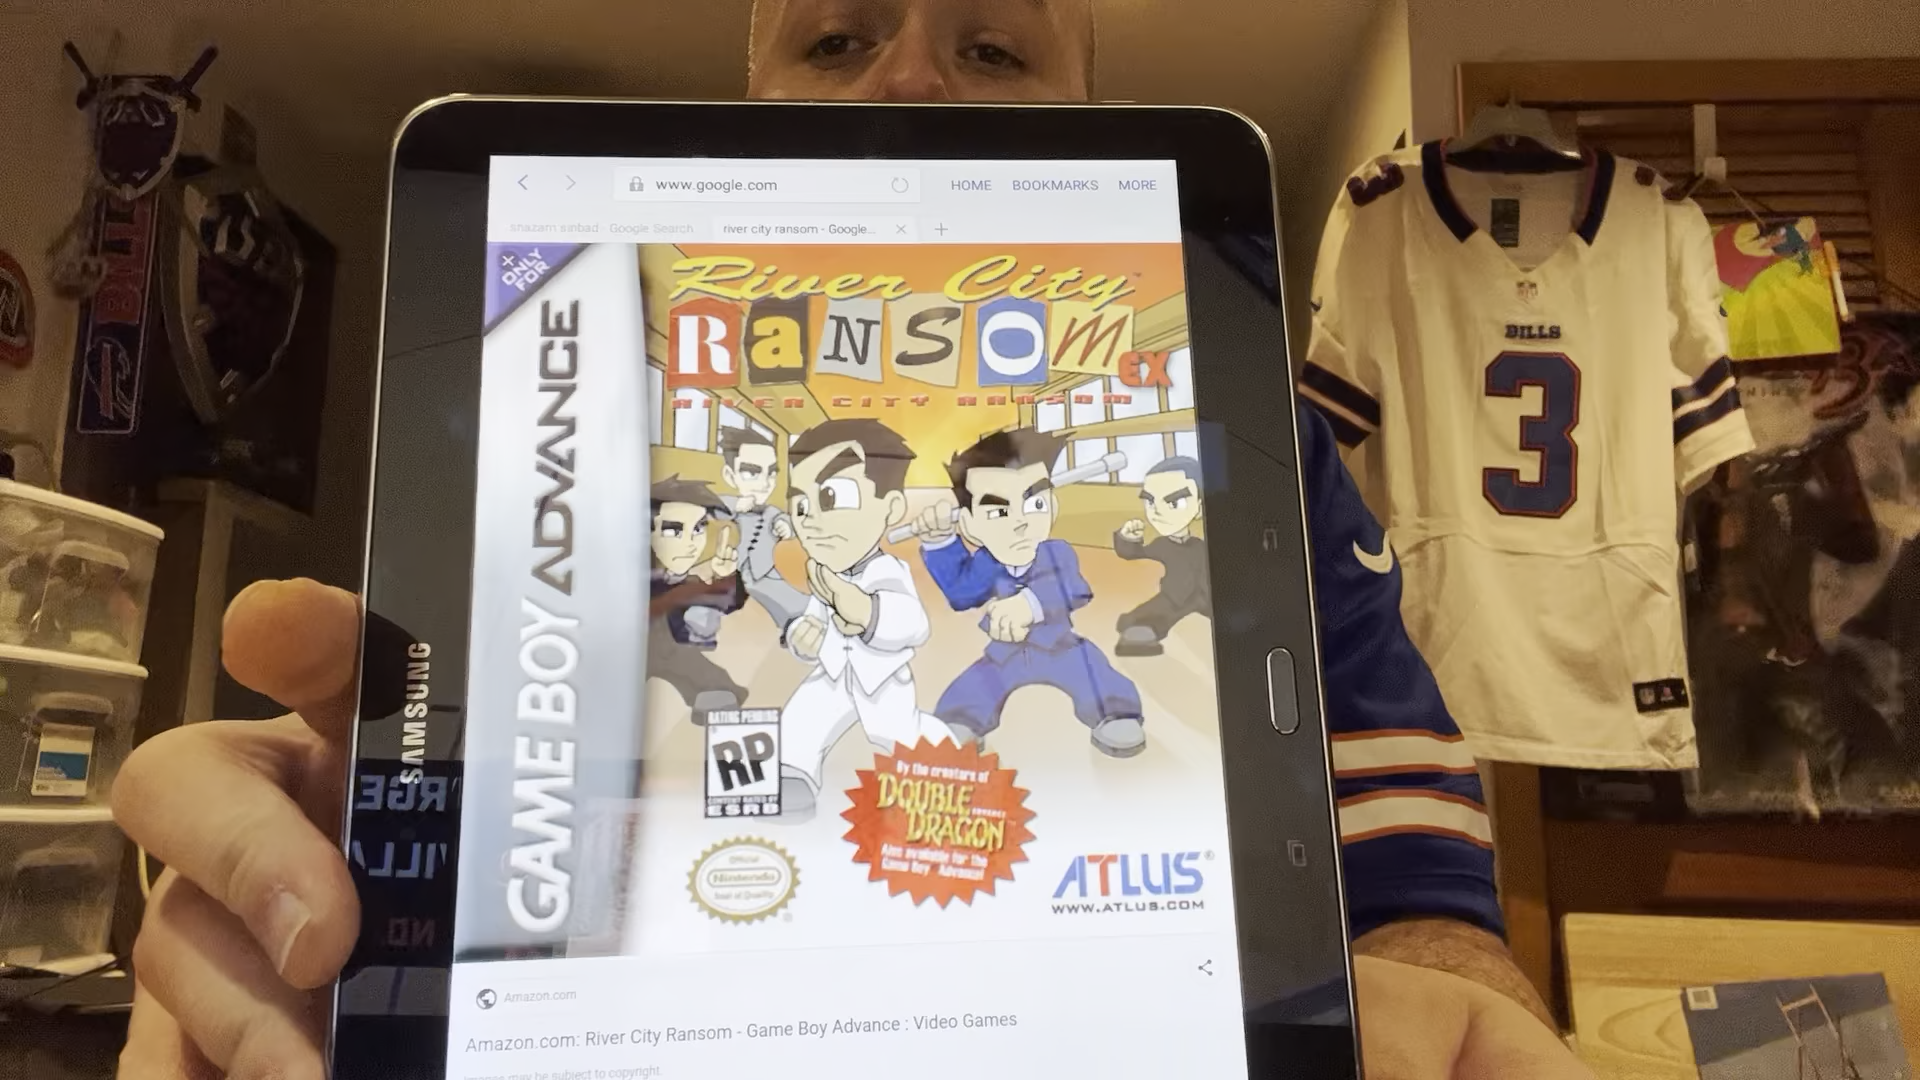 www.google.com
HOME BOOKMARKS MORE
shazam sinbad - Google Search
river city ransom - Google...
ONLY
FOR
GAME BOY ADVANCE
River City
RANSOM EX
RIVER CITY RANSOM
RATING PENDING
RP
CONTENT RATED BY
ESRB
Official
Nintendo
Seal of Quality
By the creators of
DOUBLE
ADVANCE
DRAGON
Also available for the
Game Boy Advance!
ATLUS
WWW.ATLUS.COM
Amazon.com
Amazon.com: River City Ransom - Game Boy Advance : Video Games
Images may be subject to copyright.
SAMSUNG
BILLS
3